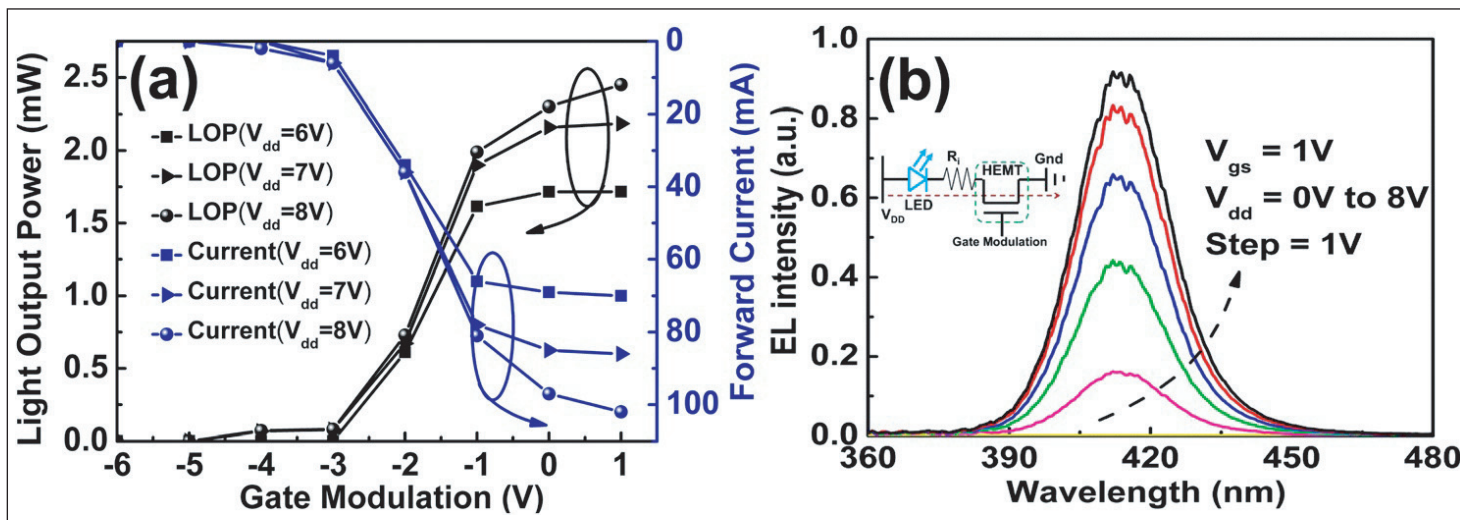 (a)
Light Output Power (mW)
2.5
2.0
1.5
1.0
0.5
0.0
LOP(Vdd=6V)
LOP(Vdd=7V)
LOP(Vdd=8V)
Current(Vdd=6V)
Current(Vdd=7V)
Current(Vdd=8V)
0
20
40
60
80
100
Forward Current (mA)
-6 -5 -4 -3 -2 -1 0 1
Gate Modulation (V)
(b)
EL intensity (a.u.)
1.0
0.8
0.6
0.4
0.2
0.0
VDD
LED
Ri
HEMT
Gnd
Gate Modulation
Vgs = 1V
Vdd = 0V to 8V
Step = 1V
360 390 420 450 480
Wavelength (nm)